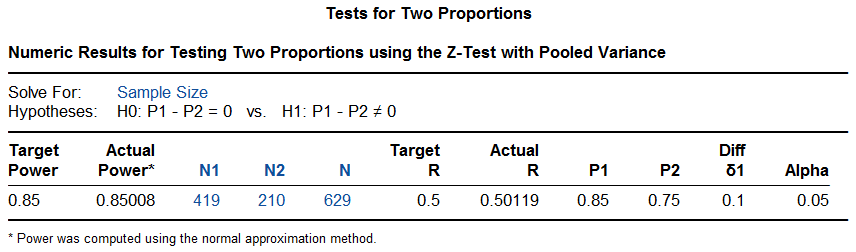 Tests for Two Proportions
Numeric Results for Testing Two Proportions using the Z-Test with Pooled Variance
Solve For: Sample Size
Hypotheses: H0: P1 - P2 = 0 vs. H1: P1 - P2 ≠ 0
Target Actual Target Actual Diff
Power Power* N1 N2 N R R P1 P2 δ1 Alpha
0.85 0.85008 419 210 629 0.5 0.50119 0.85 0.75 0.1 0.05
* Power was computed using the normal approximation method.